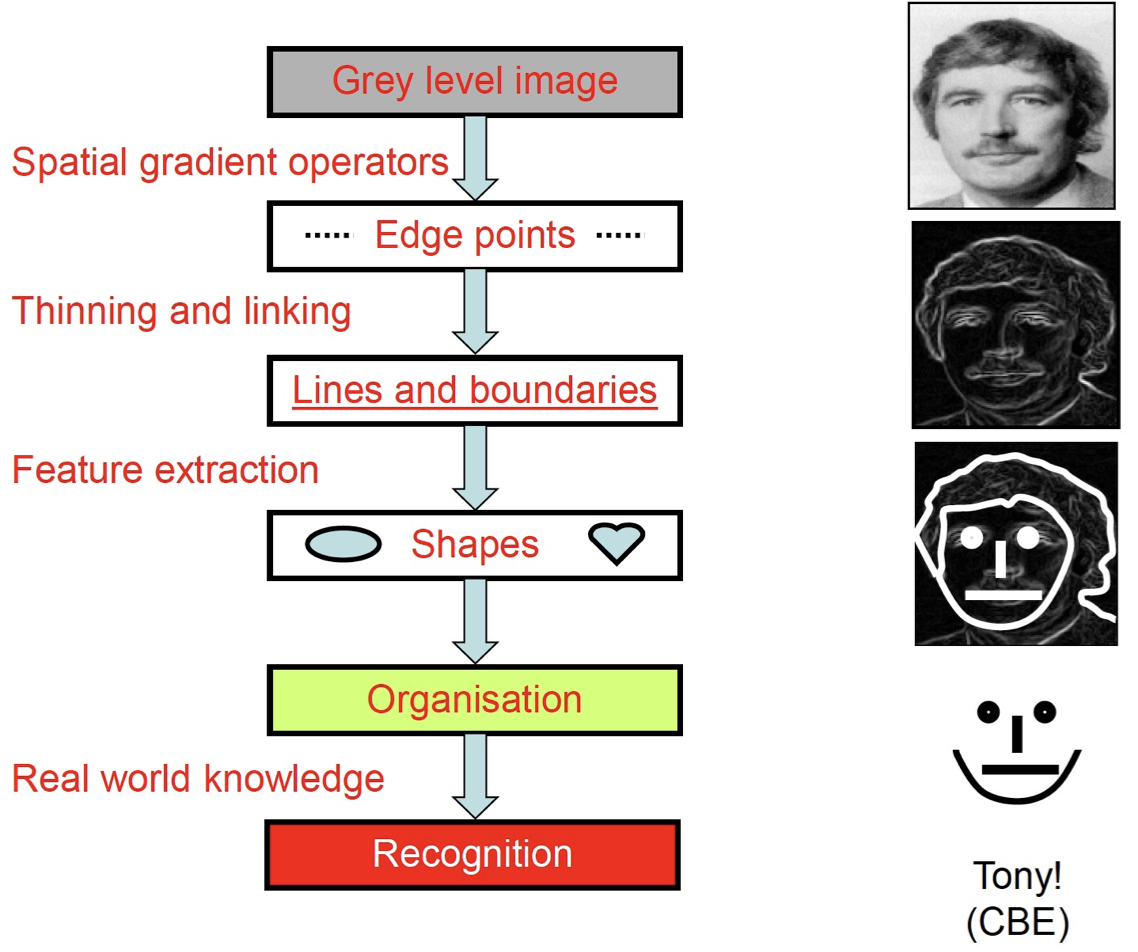 Grey level image
Spatial gradient operators
Edge points
Thinning and linking
Lines and boundaries
Feature extraction
Shapes
Organisation
Real world knowledge
Recognition
Tony!
(CBE)